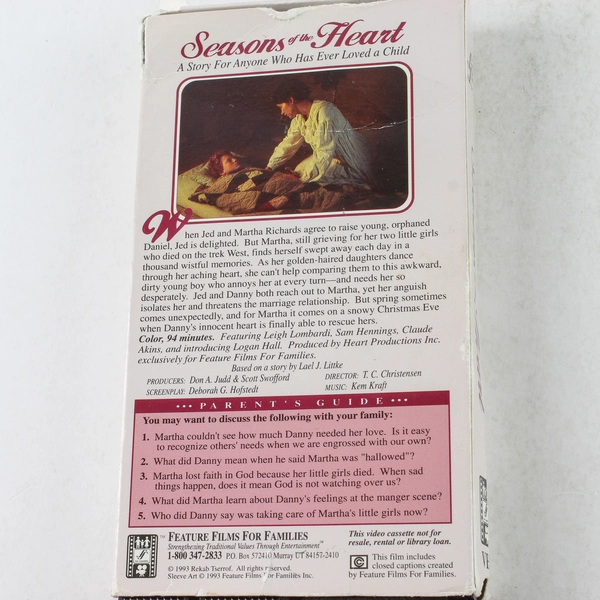 Seasons of the Heart
A Story For Anyone Who Has Ever Loved a Child
When Jed and Martha Richards agree to raise young, orphaned
Daniel, Jed is delighted. But Martha, still grieving for her two little girls
who died on the trek West, finds herself swept away each day in a
thousand wistful memories. As her golden-haired daughters dance
through her aching heart, she can't help comparing them to this awkward,
dirty young boy who annoys her at every turn—and needs her so
desperately. Jed and Danny both reach out to Martha, yet her anguish
isolates her and threatens the marriage relationship. But spring sometimes
comes unexpectedly, and for Martha it comes on a snowy Christmas Eve
when Danny's innocent heart is finally able to rescue hers.
Color, 94 minutes. Featuring Leigh Lombardi, Sam Hennings, Claude
Akins, and introducing Logan Hall. Produced by Heart Productions Inc.
exclusively for Feature Films For Families.
Based on a story by Lael J. Littke
PRODUCERS: Don A. Judd & Scott Swofford DIRECTOR: T. C. Christensen
SCREENPLAY: Deborah G. Hofstedt MUSIC: Kem Kraft
••• PARENT'S GUIDE •••
You may want to discuss the following with your family:
1. Martha couldn't see how much Danny needed her love. Is it easy
to recognize others' needs when we are engrossed with our own?
2. What did Danny mean when he said Martha was "hallowed"?
3. Martha lost faith in God because her little girls died. When sad
things happen, does it mean God is not watching over us?
4. What did Martha learn about Danny's feelings at the manger scene?
5. Who did Danny say was taking care of Martha's little girls now?
FEATURE FILMS FOR FAMILIES
Strengthening Traditional Values Through Entertainment™
1-800 347-2833 P.O. Box 572410 Murray UT 84157-2410
© 1993 Rekab Tserrof. All rights reserved.
Sleeve Art © 1993 Feature Films For Families Inc.
This video cassette not for
resale, rental or library loan.
CC This film includes
closed captions created
by Feature Films For Families.